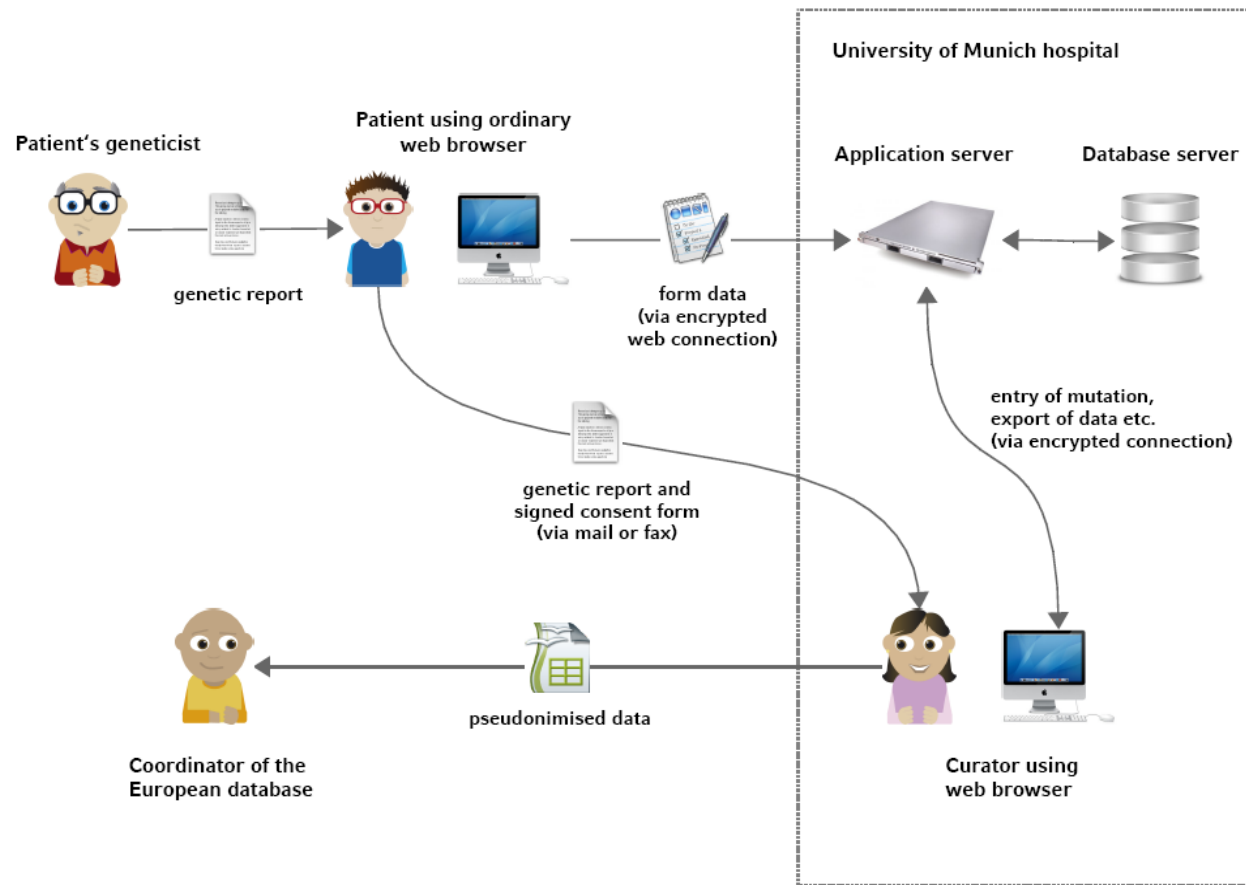 University of Munich hospital
Patient's geneticist
Patient using ordinary
web browser
Application server
Database server
genetic report
form data
(via encrypted
web connection)
entry of mutation,
export of data etc.
(via encrypted connection)
genetic report and
signed consent form
(via mail or fax)
pseudonimised data
Coordinator of the
European database
Curator using
web browser